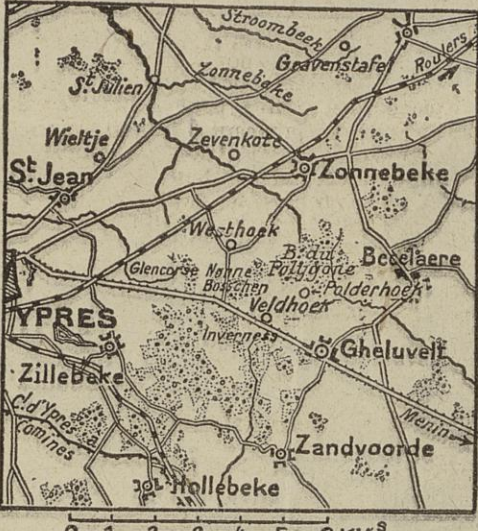 Stroombeek
Gravenstafel
Roulers
St Julien
Zonnebeke
Wieltje
Zevenkote
St Jean
Zonnebeke
Westhoek
B. du
Polygone
Becelaere
Glencorse
Nonne
Bosschen
Polderhoek
Veldhoek
YPRES
Inverness
Gheluvelt
Zillebeke
Cl. d'Ypres à
Comines
Menin
Zandvoorde
Hollebeke
0 1 2 3 4 5 6 Kil.s